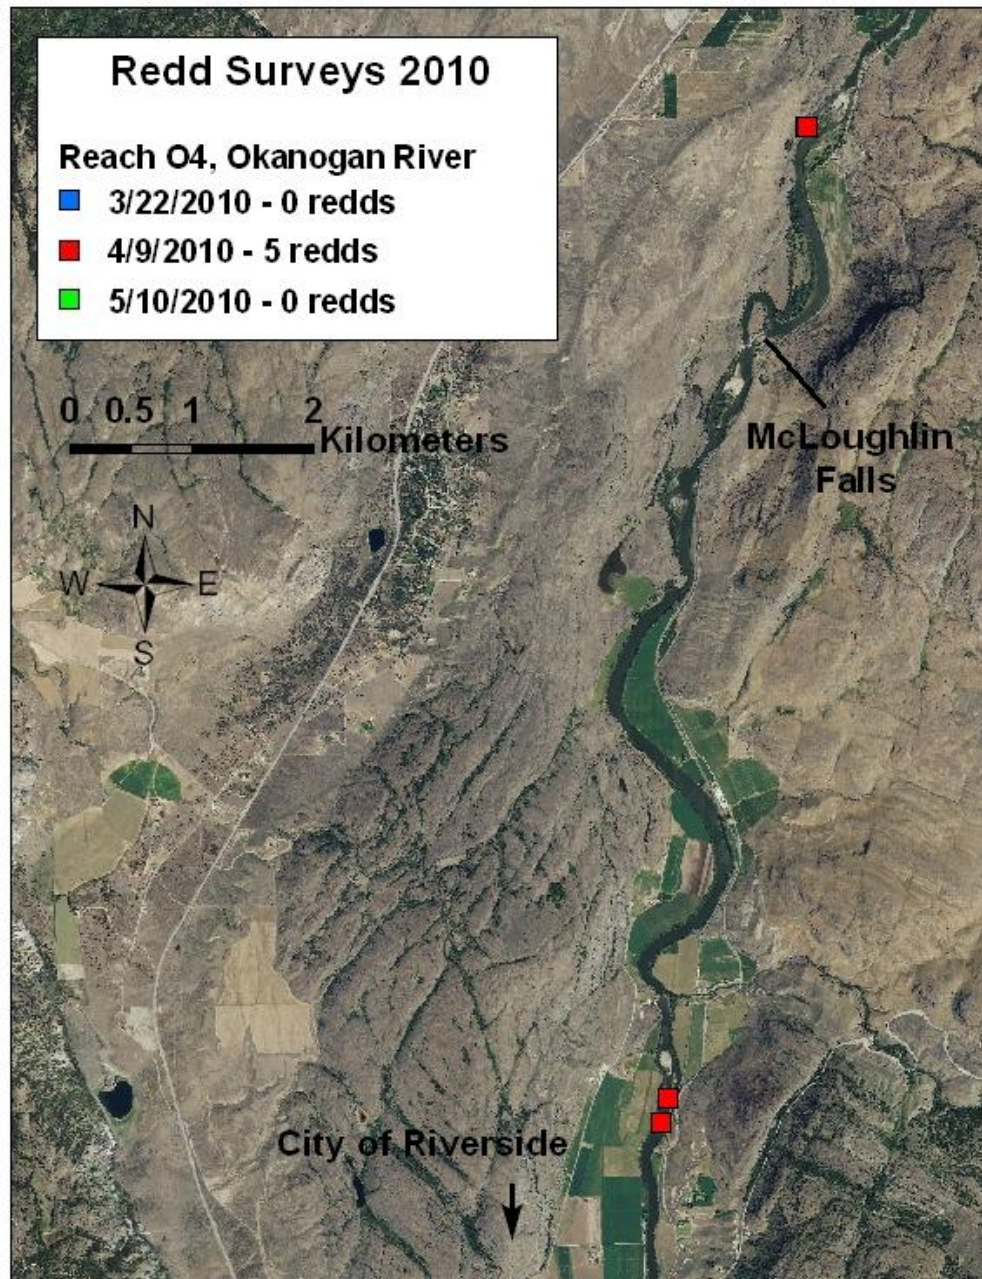 Redd Surveys 2010
Reach O4, Okanogan River
3/22/2010 - 0 redds
4/9/2010 - 5 redds
5/10/2010 - 0 redds
0 0.5 1 2
Kilometers
McLoughlin
Falls
N
W E
S
City of Riverside